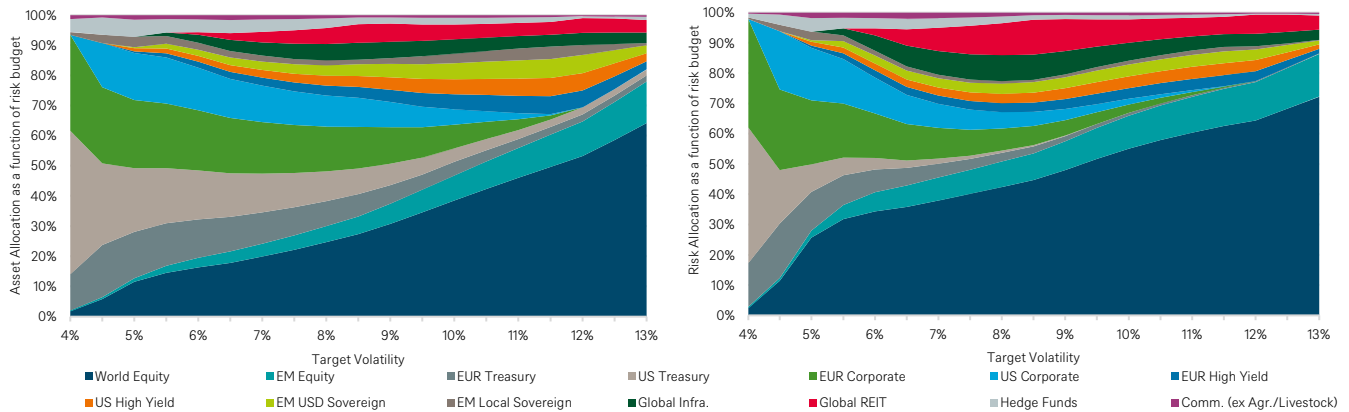 Asset Allocation as a function of risk budget
100%
90%
80%
70%
60%
50%
40%
30%
20%
10%
0%
4% 5% 6% 7% 8% 9% 10% 11% 12% 13%
Target Volatility
Risk Allocation as a function of risk budget
100%
90%
80%
70%
60%
50%
40%
30%
20%
10%
0%
4% 5% 6% 7% 8% 9% 10% 11% 12% 13%
Target Volatility
World Equity EM Equity EUR Treasury US Treasury EUR Corporate US Corporate EUR High Yield
US High Yield EM USD Sovereign EM Local Sovereign Global Infra. Global REIT Hedge Funds Comm. (ex Agr./Livestock)